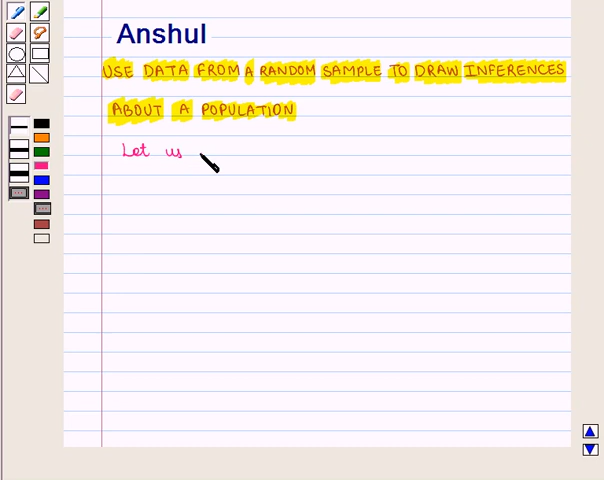 Anshul
USE DATA FROM A RANDOM SAMPLE TO DRAW INFERENCES
ABOUT A POPULATION
Let us